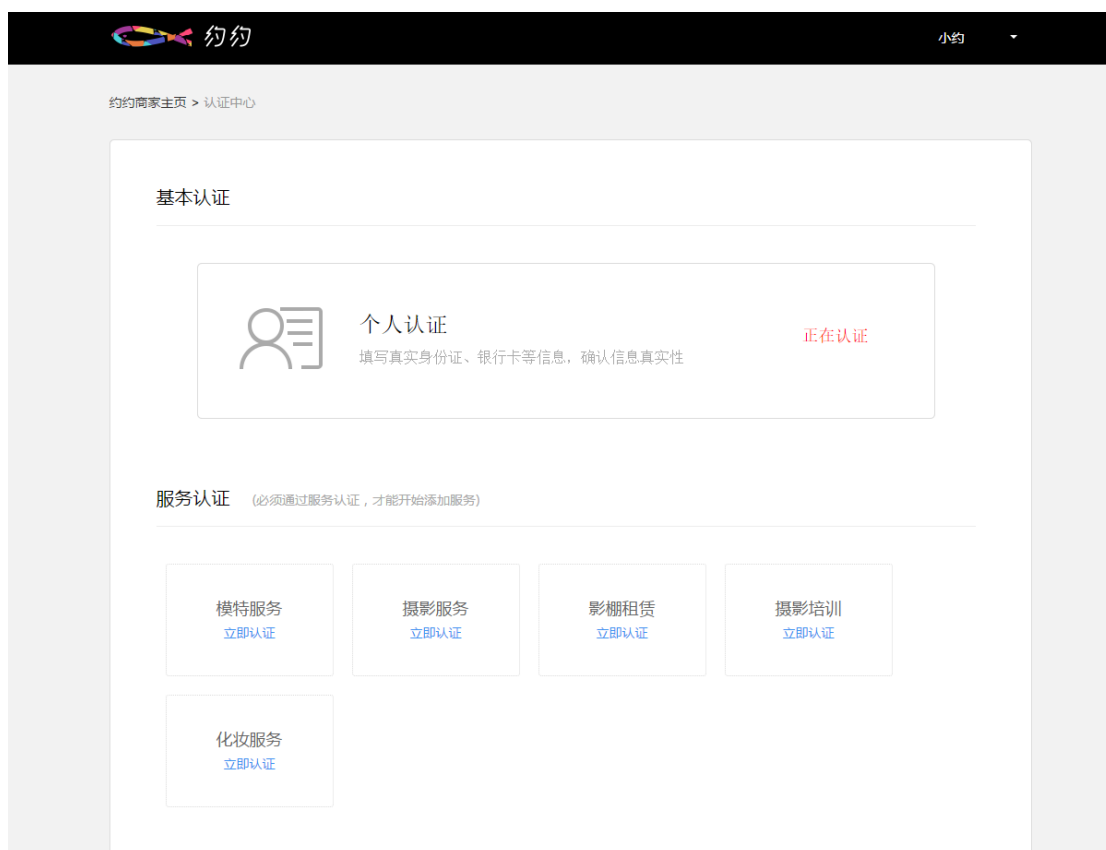 约约
小约
约约商家主页 > 认证中心
基本认证
个人认证
填写真实身份证、银行卡等信息，确认信息真实性
正在认证
服务认证 (必须通过服务认证，才能开始添加服务)
模特服务
立即认证
摄影服务
立即认证
影棚租赁
立即认证
摄影培训
立即认证
化妆服务
立即认证